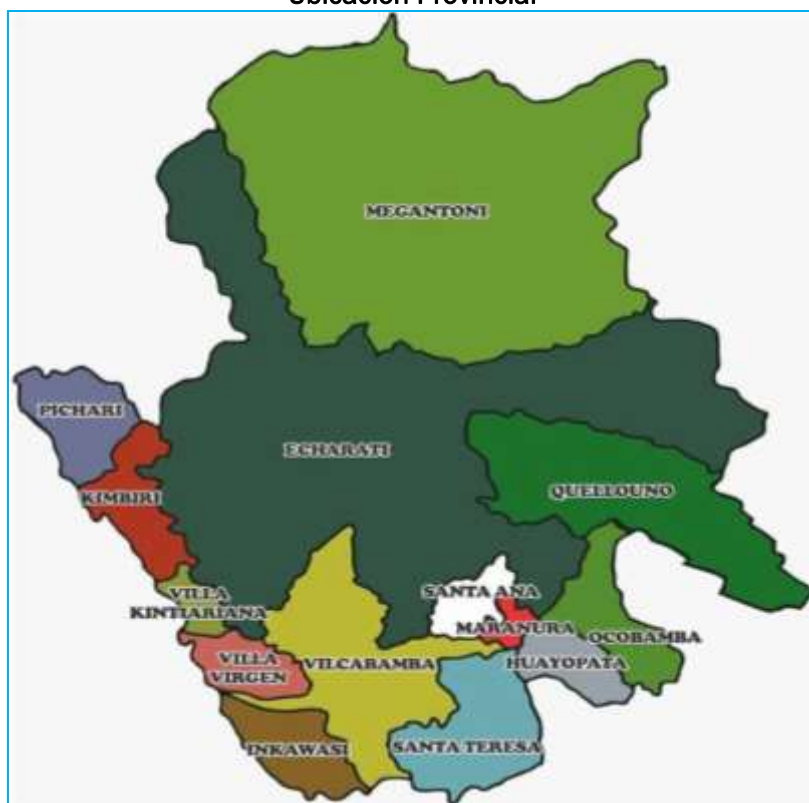 Ubicación Provincial
MEGANTONI
PICHARI
ECHARATI
KIMBIRI
QUELLOUNO
VILLA
KINTIARIANA
SANTA ANA
MARANURA
OCOBAMBA
VILLA
VIRGEN
VILCABAMBA
HUAYOPATA
INKAWASI
SANTA TERESA